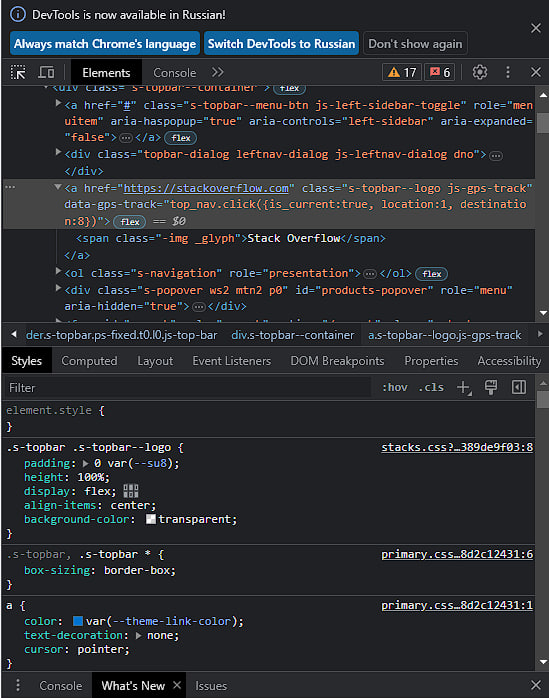 DevTools is now available in Russian!
Always match Chrome's language Switch DevTools to Russian Don't show again
Elements Console 17 6
<div class="s-topbar--container"> flex
<a href="#" class="s-topbar--menu-btn js-left-sidebar-toggle" role="men
uitem" aria-haspopup="true" aria-controls="left-sidebar" aria-expanded=
"false"> … </a> flex
<div class="topbar-dialog leftnav-dialog js-leftnav-dialog dno"> …
</div>
… <a href="https://stackoverflow.com" class="s-topbar--logo js-gps-track"
data-gps-track="top_nav.click({is_current:true, location:1, destinatio
n:8})"> flex == $0
<span class="-img _glyph">Stack Overflow</span>
</a>
<ol class="s-navigation" role="presentation"> … </ol> flex
<div class="s-popover ws2 mtn2 p0" id="products-popover" role="menu"
aria-hidden="true"> … </div>
der.s-topbar.ps-fixed.t0.l0.js-top-bar div.s-topbar--container a.s-topbar--logo.js-gps-track
Styles Computed Layout Event Listeners DOM Breakpoints Properties Accessibility
Filter :hov .cls
element.style {
}
.s-topbar .s-topbar--logo { stacks.css?…389de9f03:8
padding: 0 var(--su8);
height: 100%;
display: flex;
align-items: center;
background-color: transparent;
}
.s-topbar, .s-topbar * { primary.css…8d2c12431:6
box-sizing: border-box;
}
a { primary.css…8d2c12431:1
color: var(--theme-link-color);
text-decoration: none;
cursor: pointer;
}
Console What's New Issues